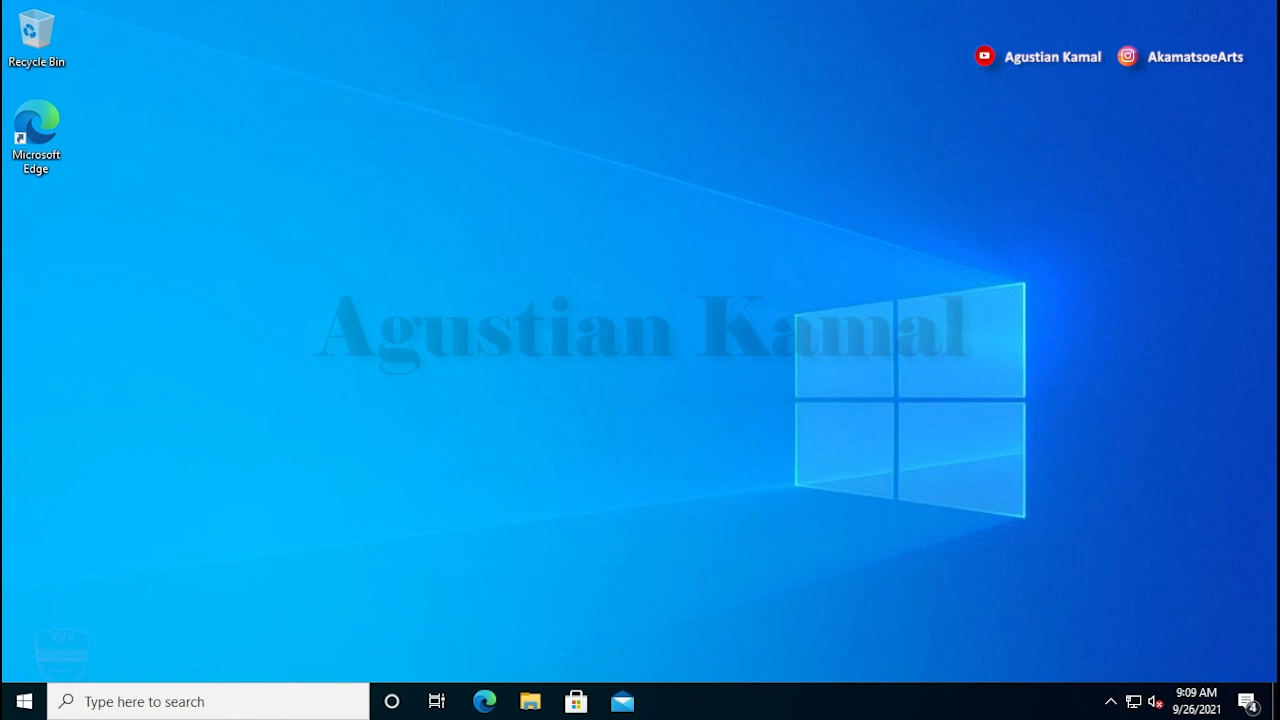 Recycle Bin
Agustian Kamal
AkamatsoeArts
Microsoft
Edge
Agustian Kamal
Type here to search
9:09 AM
9/26/2021
4